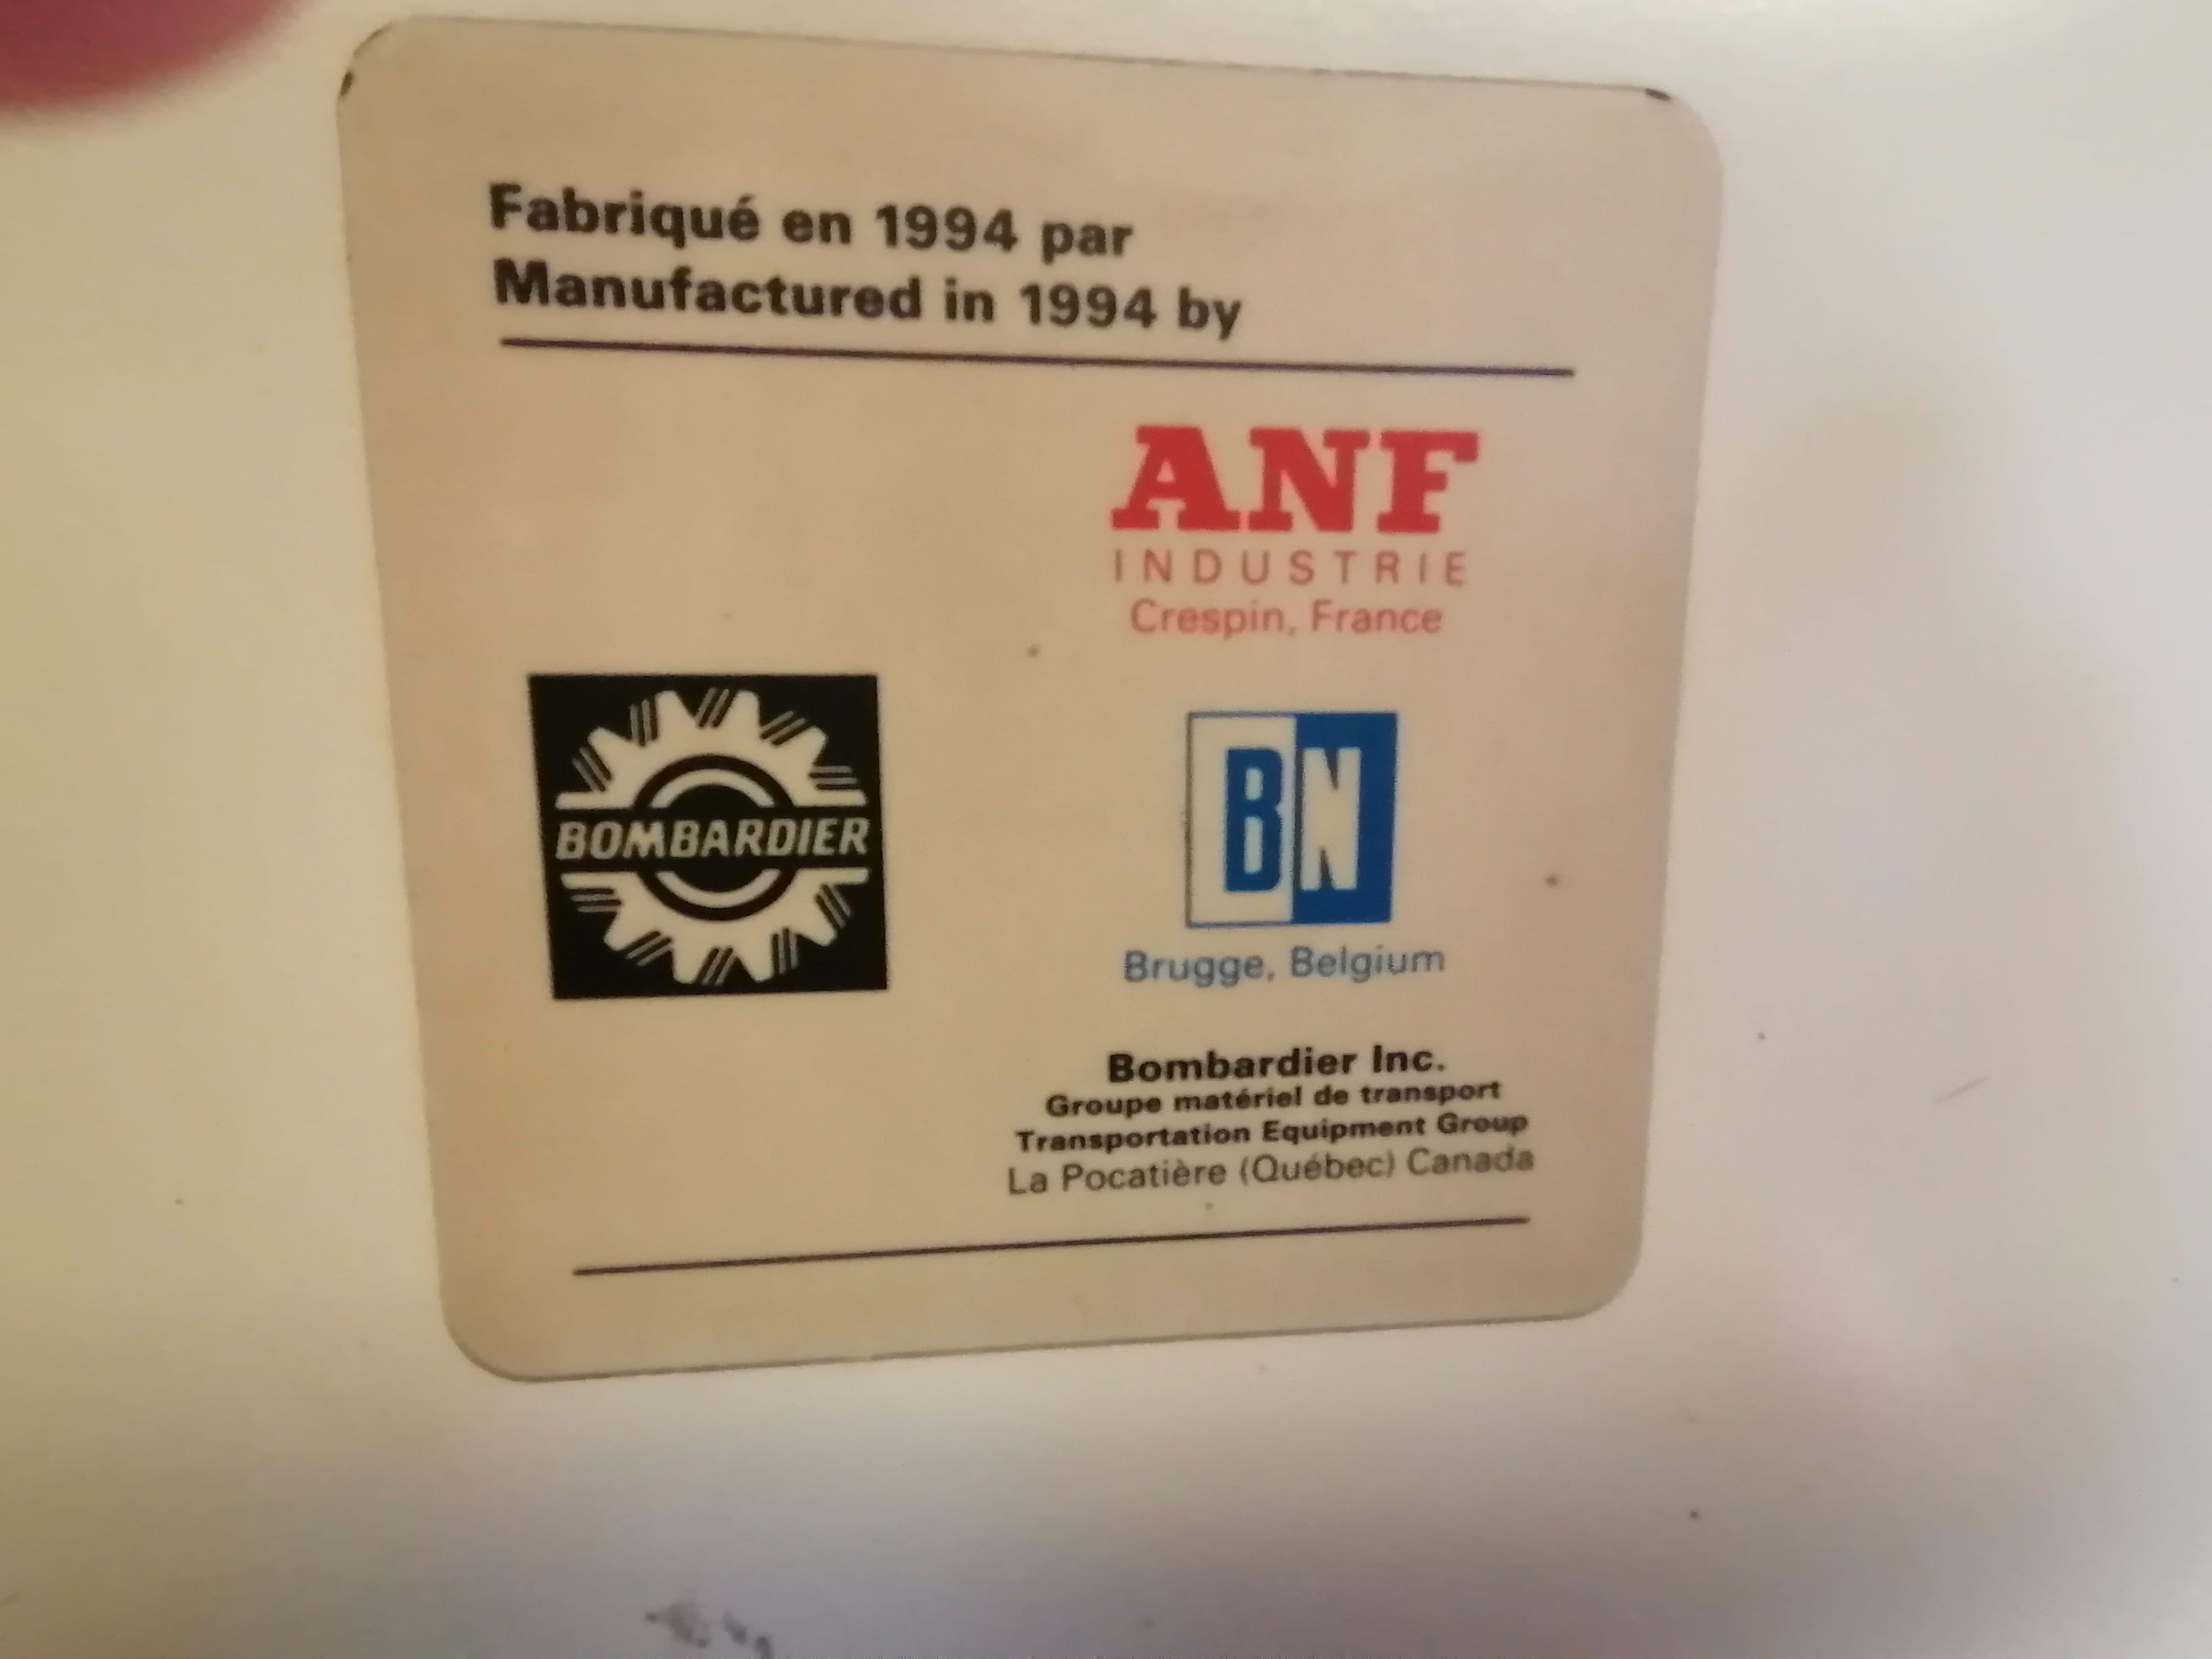 Fabriqué en 1994 par
Manufactured in 1994 by
ANF
INDUSTRIE
Crespin, France
BOMBARDIER
BN
Brugge, Belgium
Bombardier Inc.
Groupe matériel de transport
Transportation Equipment Group
La Pocatière (Québec) Canada